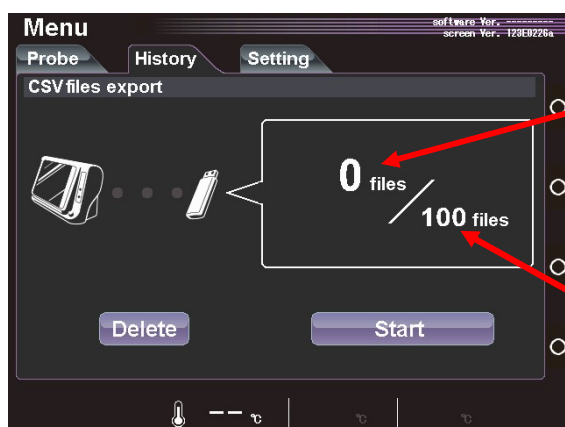 Menu
software Ver. ---------
screen Ver. 123E0226a
Probe History Setting
CSV files export
0 files
100 files
Delete Start
-- ℃ ℃ ℃